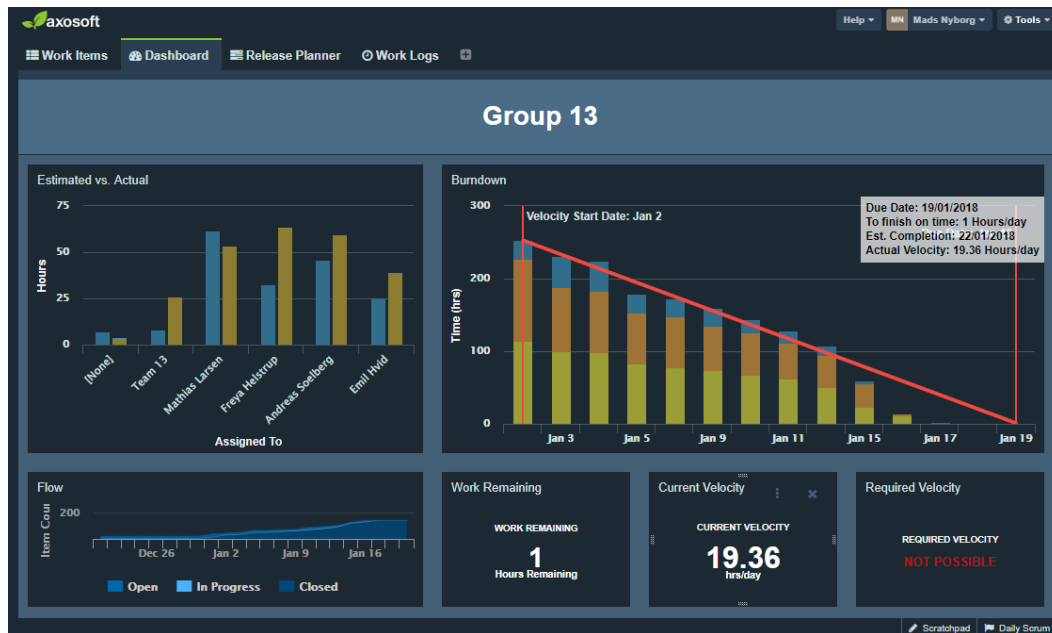 axosoft
Help
MN Mads Nyborg
Tools
Work Items
Dashboard
Release Planner
Work Logs
Group 13
Estimated vs. Actual
75
50
25
0
Hours
[None]
Team 13
Mathias Larsen
Freya Helstrup
Andreas Soelberg
Emil Hvid
Assigned To
Burndown
300
200
100
0
Time (hrs)
Velocity Start Date: Jan 2
Due Date: 19/01/2018
To finish on time: 1 Hours/day
Est. Completion: 22/01/2018
Actual Velocity: 19.36 Hours/day
Jan 3
Jan 5
Jan 9
Jan 11
Jan 15
Jan 17
Jan 19
Flow
200
Item Cou
Dec 26
Jan 2
Jan 9
Jan 16
Open
In Progress
Closed
Work Remaining
WORK REMAINING
1
Hours Remaining
Current Velocity
CURRENT VELOCITY
19.36
hrs/day
Required Velocity
REQUIRED VELOCITY
NOT POSSIBLE
Scratchpad
Daily Scrum